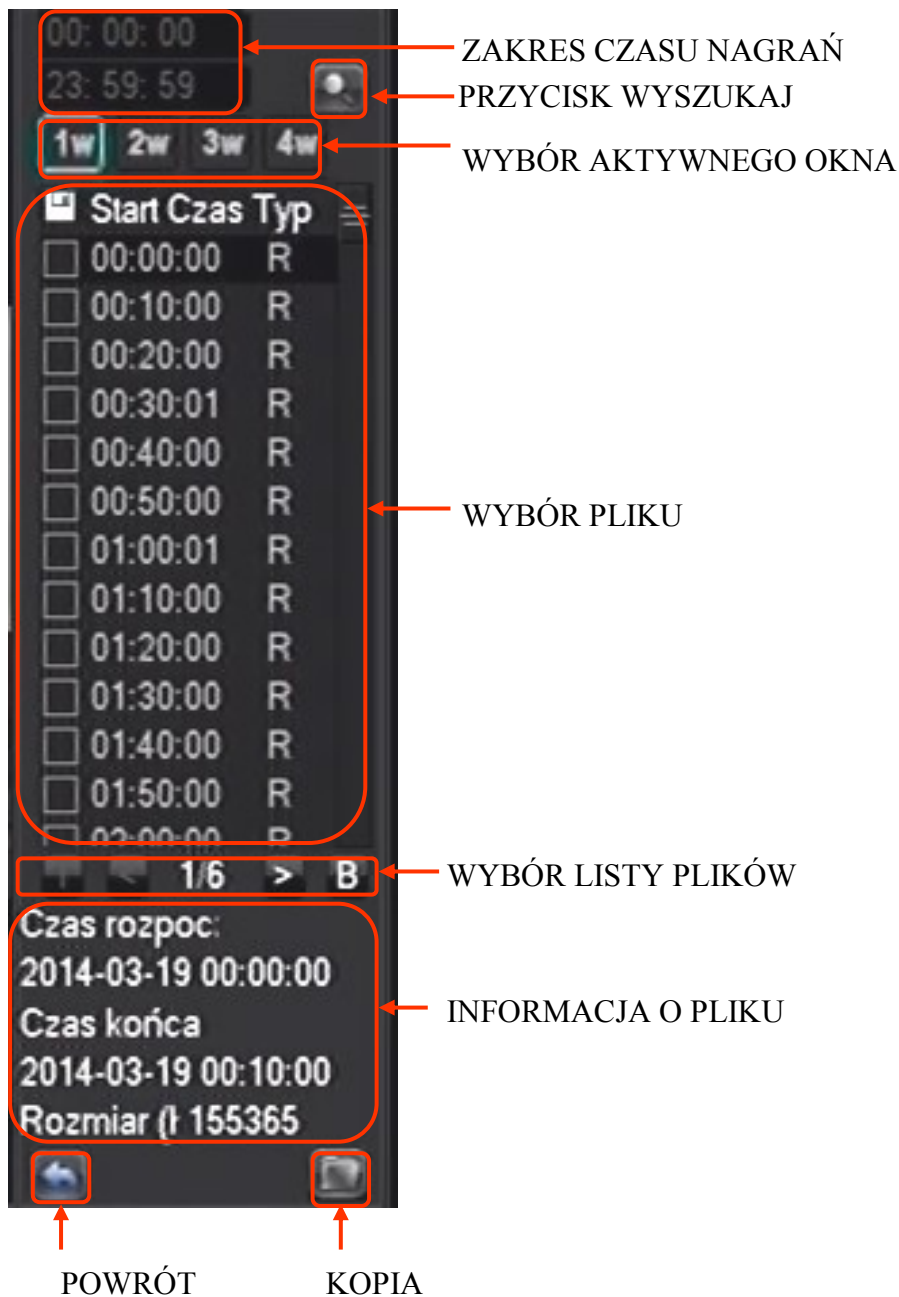 00: 00: 00
ZAKRES CZASU NAGRAŃ
23: 59: 59
PRZYCISK WYSZUKAJ
1w 2w 3w 4w
WYBÓR AKTYWNEGO OKNA
Start Czas Typ
00:00:00 R
00:10:00 R
00:20:00 R
00:30:01 R
00:40:00 R
00:50:00 R
WYBÓR PLIKU
01:00:01 R
01:10:00 R
01:20:00 R
01:30:00 R
01:40:00 R
01:50:00 R
02:00:00 R
< 1/6 > B
WYBÓR LISTY PLIKÓW
Czas rozpoc:
2014-03-19 00:00:00
INFORMACJA O PLIKU
Czas końca
2014-03-19 00:10:00
Rozmiar (ł 155365
POWRÓT KOPIA